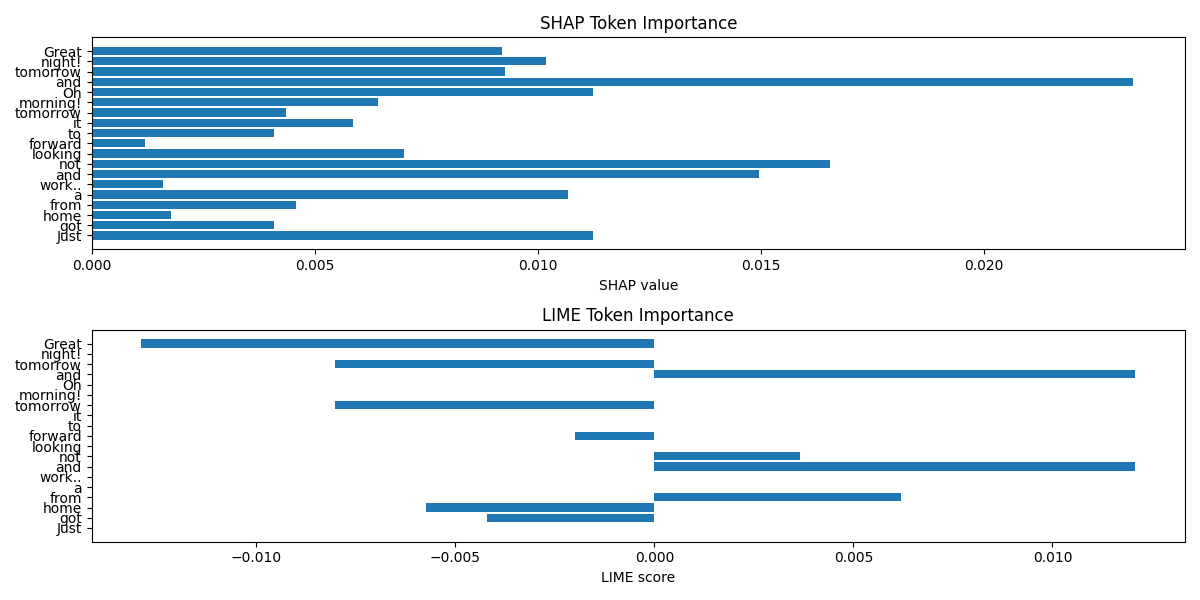 SHAP Token Importance
Great
night!
tomorrow
and
Oh
morning!
tomorrow
it
to
forward
looking
not
and
work..
a
from
home
got
Just
0.000 0.005 0.010 0.015 0.020
SHAP value
LIME Token Importance
Great
night!
tomorrow
and
Oh
morning!
tomorrow
it
to
forward
looking
not
and
work..
a
from
home
got
Just
−0.010 −0.005 0.000 0.005 0.010
LIME score